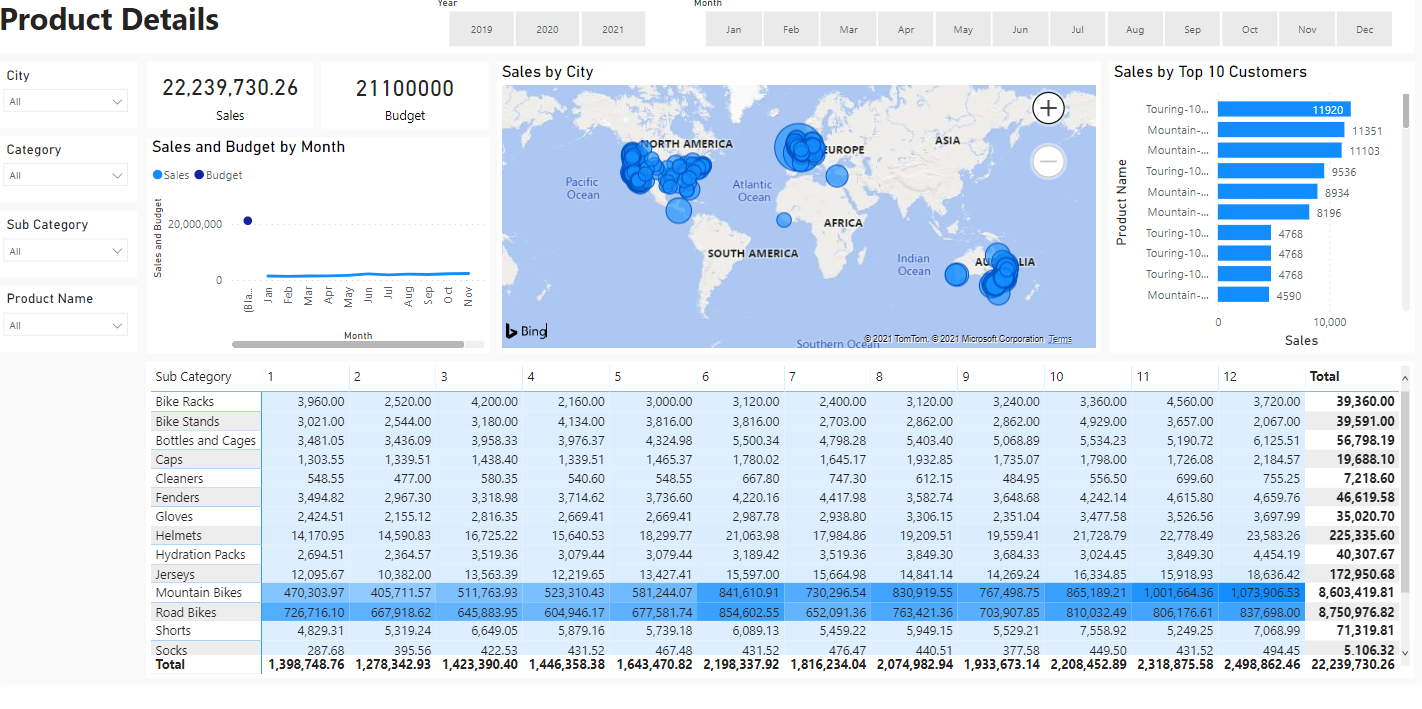 Product Details
Year
2019 2020 2021
Month
Jan Feb Mar Apr May Jun Jul Aug Sep Oct Nov Dec
City
All
Category
All
Sub Category
All
Product Name
All
22,239,730.26
Sales
21100000
Budget
Sales and Budget by Month
Sales Budget
Sales and Budget
20,000,000
0
(Bla... Jan Feb Mar Apr May Jun Jul Aug Sep Oct Nov
Month
Sales by City
NORTH AMERICA
EUROPE
ASIA
Pacific
Ocean
Atlantic
Ocean
AFRICA
SOUTH AMERICA
Indian
Ocean
AU LIA
Bing
Southern Ocean
© 2021 TomTom, © 2021 Microsoft Corporation Terms
Sales by Top 10 Customers
Product Name
Touring-10... 11920
Mountain-... 11351
Mountain-... 11103
Touring-10... 9536
Mountain-... 8934
Mountain-... 8196
Touring-10... 4768
Touring-10... 4768
Touring-10... 4768
Mountain-... 4590
0 10,000
Sales
Sub Category 1 2 3 4 5 6 7 8 9 10 11 12 Total
Bike Racks 3,960.00 2,520.00 4,200.00 2,160.00 3,000.00 3,120.00 2,400.00 3,120.00 3,240.00 3,360.00 4,560.00 3,720.00 39,360.00
Bike Stands 3,021.00 2,544.00 3,180.00 4,134.00 3,816.00 3,816.00 2,703.00 2,862.00 2,862.00 4,929.00 3,657.00 2,067.00 39,591.00
Bottles and Cages 3,481.05 3,436.09 3,958.33 3,976.37 4,324.98 5,500.34 4,798.28 5,403.40 5,068.89 5,534.23 5,190.72 6,125.51 56,798.19
Caps 1,303.55 1,339.51 1,438.40 1,339.51 1,465.37 1,780.02 1,645.17 1,932.85 1,735.07 1,798.00 1,726.08 2,184.57 19,688.10
Cleaners 548.55 477.00 580.35 540.60 548.55 667.80 747.30 612.15 484.95 556.50 699.60 755.25 7,218.60
Fenders 3,494.82 2,967.30 3,318.98 3,714.62 3,736.60 4,220.16 4,417.98 3,582.74 3,648.68 4,242.14 4,615.80 4,659.76 46,619.58
Gloves 2,424.51 2,155.12 2,816.35 2,669.41 2,669.41 2,987.78 2,938.80 3,306.15 2,351.04 3,477.58 3,526.56 3,697.99 35,020.70
Helmets 14,170.95 14,590.83 16,725.22 15,640.53 18,299.77 21,063.98 17,984.86 19,209.51 19,559.41 21,728.79 22,778.49 23,583.26 225,335.60
Hydration Packs 2,694.51 2,364.57 3,519.36 3,079.44 3,079.44 3,189.42 3,519.36 3,849.30 3,684.33 3,024.45 3,849.30 4,454.19 40,307.67
Jerseys 12,095.67 10,382.00 13,563.39 12,219.65 13,427.41 15,597.00 15,664.98 14,841.14 14,269.24 16,334.85 15,918.93 18,636.42 172,950.68
Mountain Bikes 470,303.97 405,711.57 511,763.93 523,310.43 581,244.07 841,610.91 730,296.54 830,919.55 767,498.75 865,189.21 1,001,664.36 1,073,906.53 8,603,419.81
Road Bikes 726,716.10 667,918.62 645,883.95 604,946.17 677,581.74 854,602.55 652,091.36 763,421.36 703,907.85 810,032.49 806,176.61 837,698.00 8,750,976.82
Shorts 4,829.31 5,319.24 6,649.05 5,879.16 5,739.18 6,089.13 5,459.22 5,949.15 5,529.21 7,558.92 5,249.25 7,068.99 71,319.81
Socks 287.68 395.56 422.53 431.52 467.48 431.52 476.47 440.51 377.58 449.50 431.52 494.45 5,106.32
Total 1,398,748.76 1,278,342.93 1,423,390.40 1,446,358.38 1,643,470.82 2,198,337.92 1,816,234.04 2,074,982.94 1,933,673.14 2,208,452.89 2,318,875.58 2,498,862.46 22,239,730.26